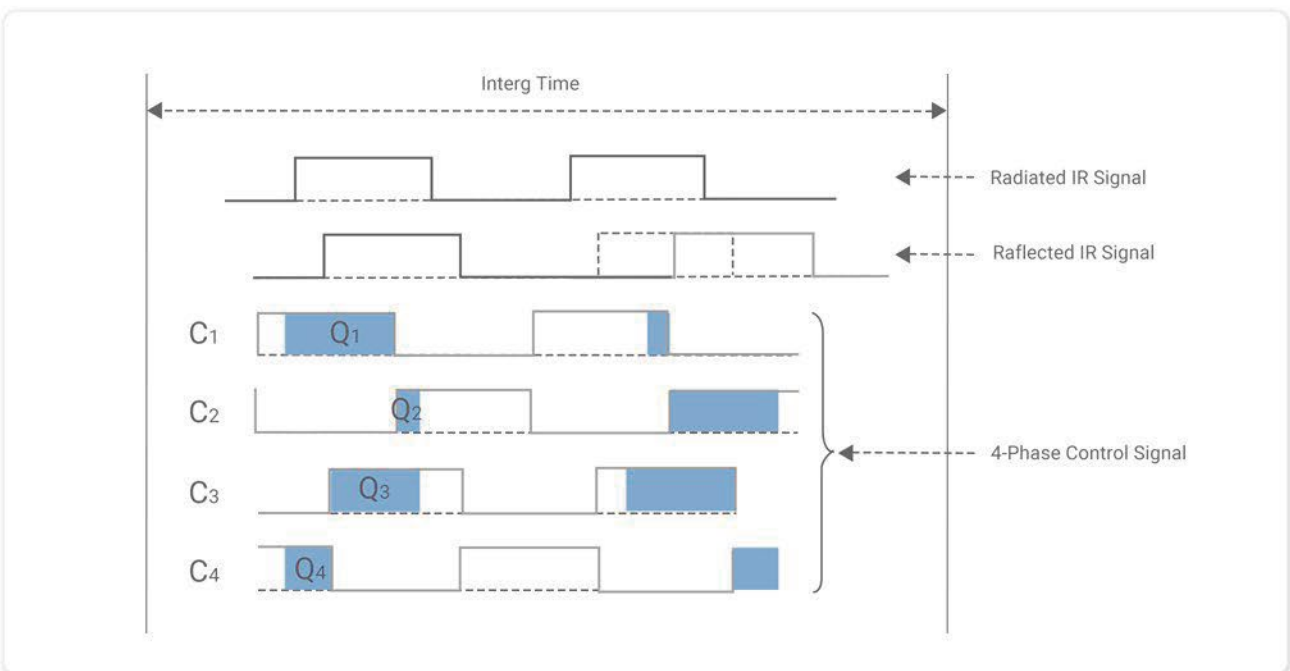 Interg Time
Radiated IR Signal
Raflected IR Signal
C1 Q1
C2 Q2
4-Phase Control Signal
C3 Q3
C4 Q4